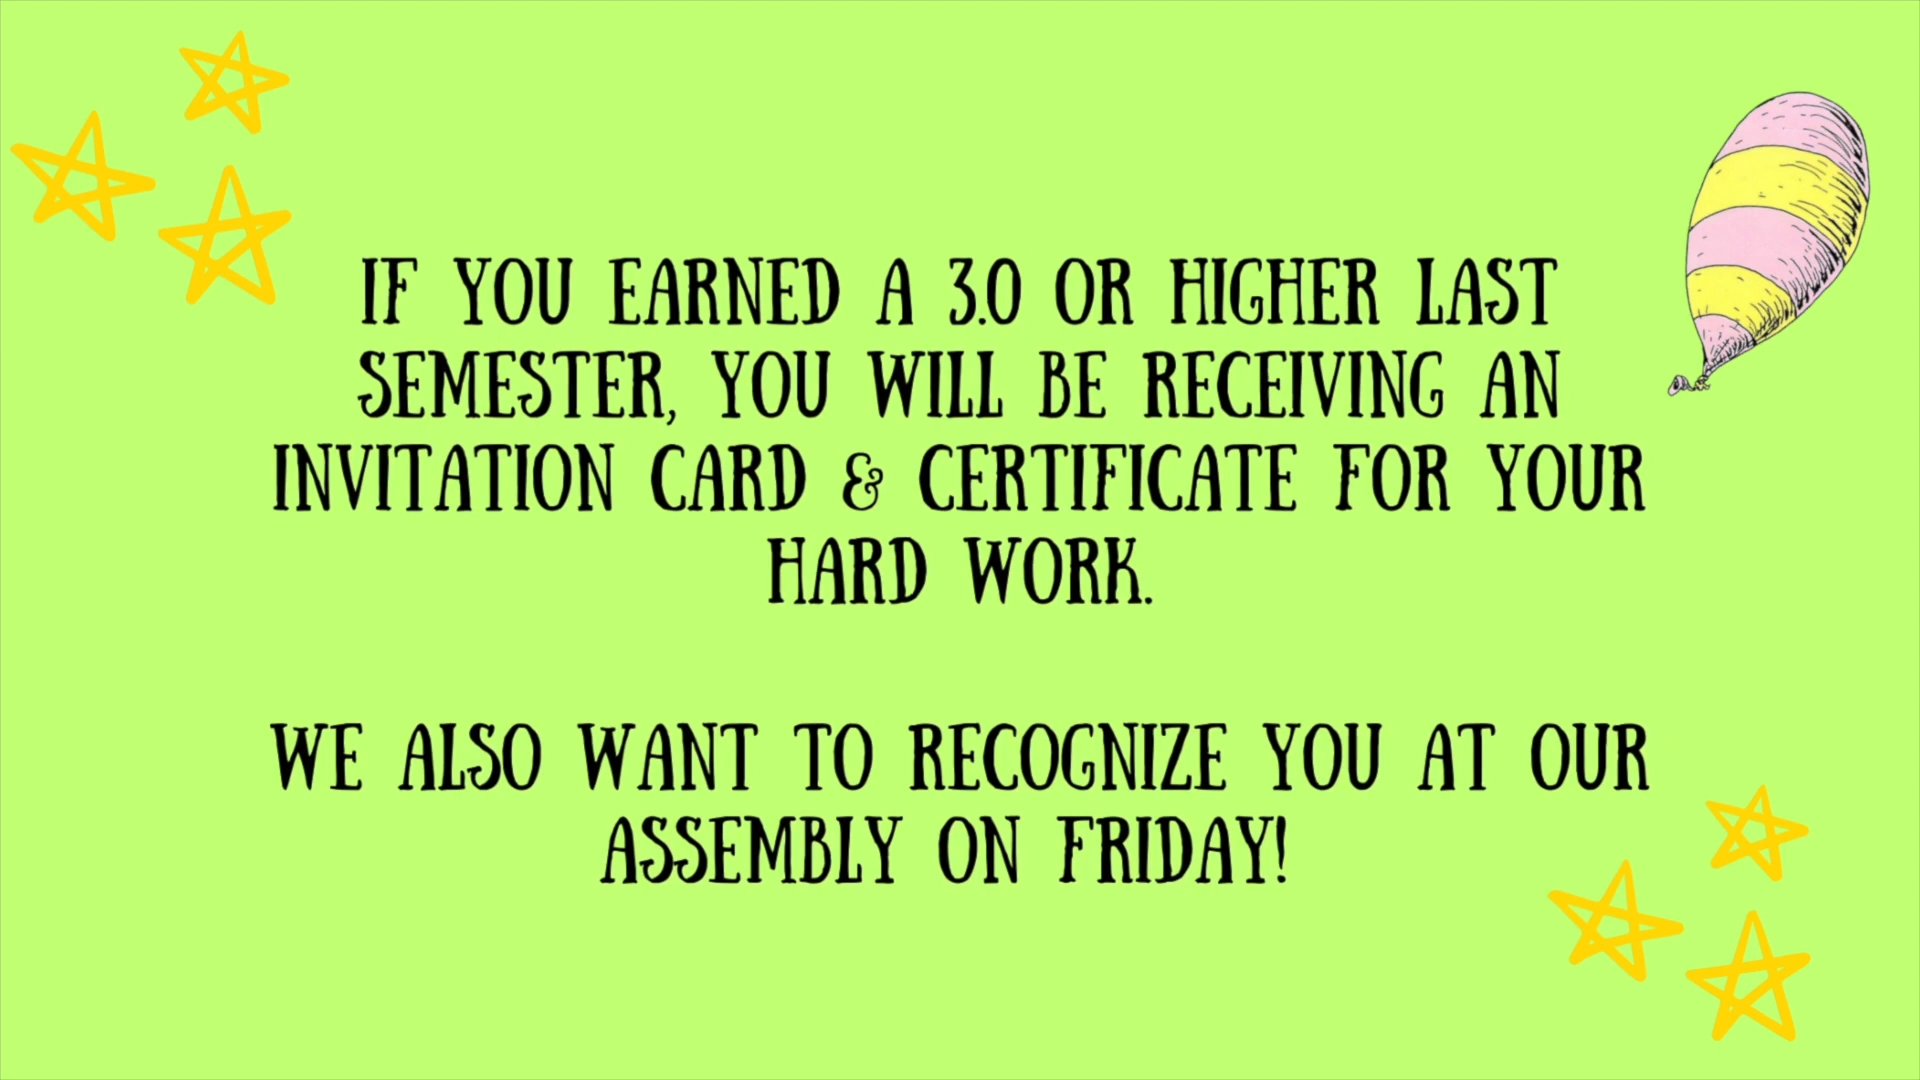 IF YOU EARNED A 3.0 OR HIGHER LAST
SEMESTER, YOU WILL BE RECEIVING AN
INVITATION CARD & CERTIFICATE FOR YOUR
HARD WORK.
WE ALSO WANT TO RECOGNIZE YOU AT OUR
ASSEMBLY ON FRIDAY!